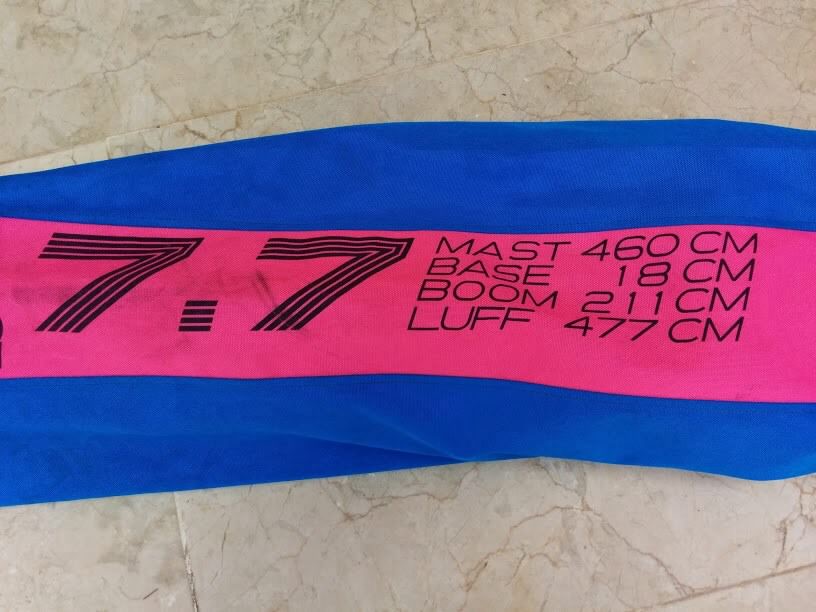 7.7
MAST 460 CM
BASE 18 CM
BOOM 211 CM
LUFF 477 CM